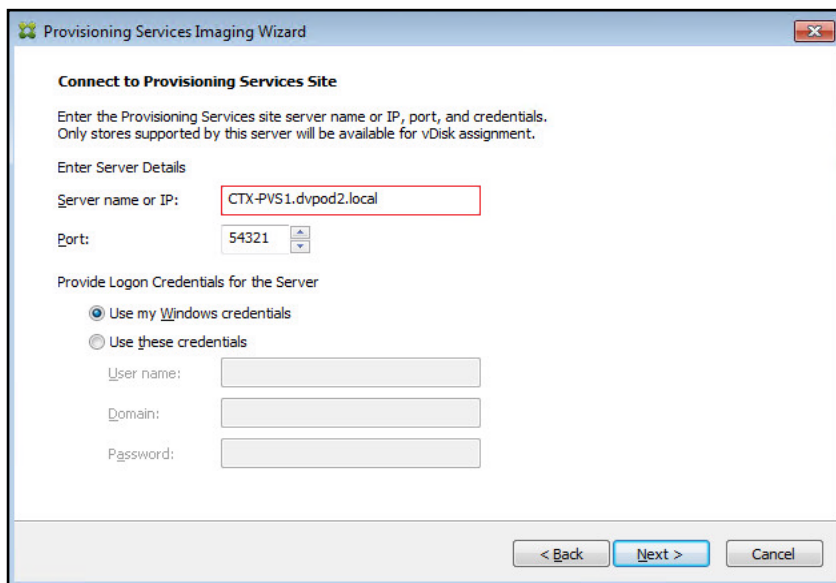 Provisioning Services Imaging Wizard
Connect to Provisioning Services Site
Enter the Provisioning Services site server name or IP, port, and credentials.
Only stores supported by this server will be available for vDisk assignment.
Enter Server Details
Server name or IP: CTX-PVS1.dvpod2.local
Port: 54321
Provide Logon Credentials for the Server
Use my Windows credentials
Use these credentials
User name:
Domain:
Password:
< Back Next > Cancel